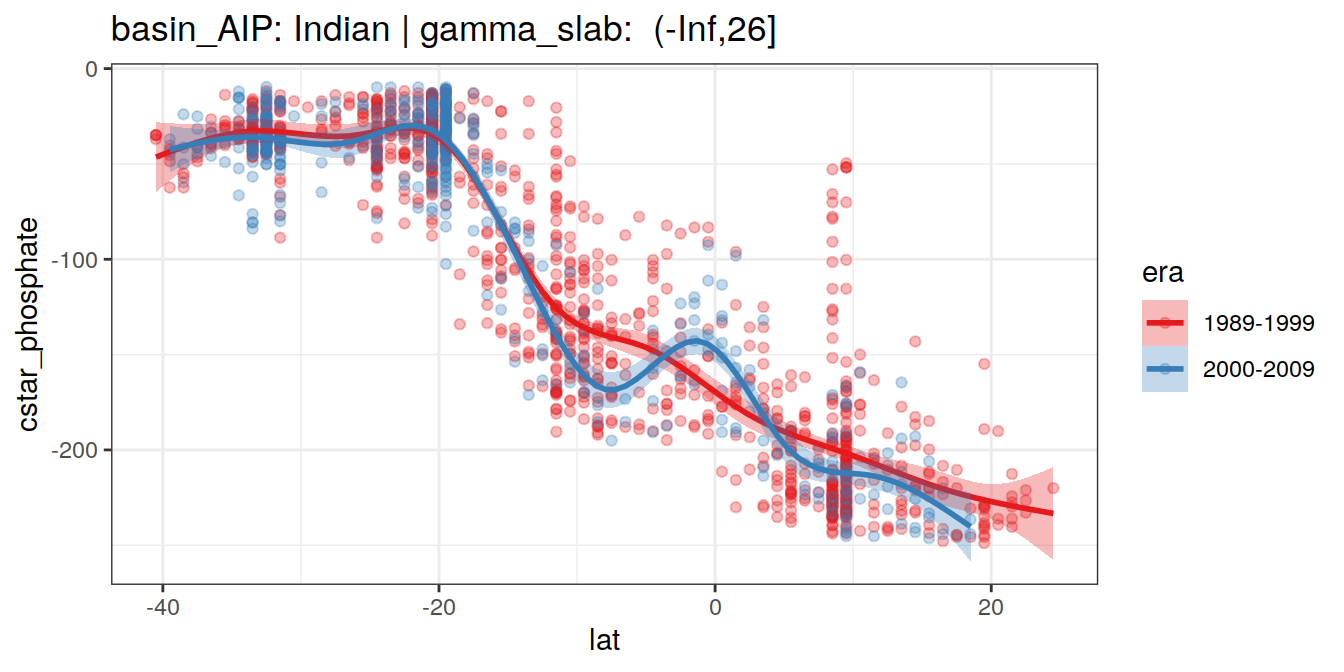 basin_AIP: Indian | gamma_slab:  (-Inf,26]
0
-100
-200
cstar_phosphate
-40
-20
0
20
lat
era
1989-1999
2000-2009